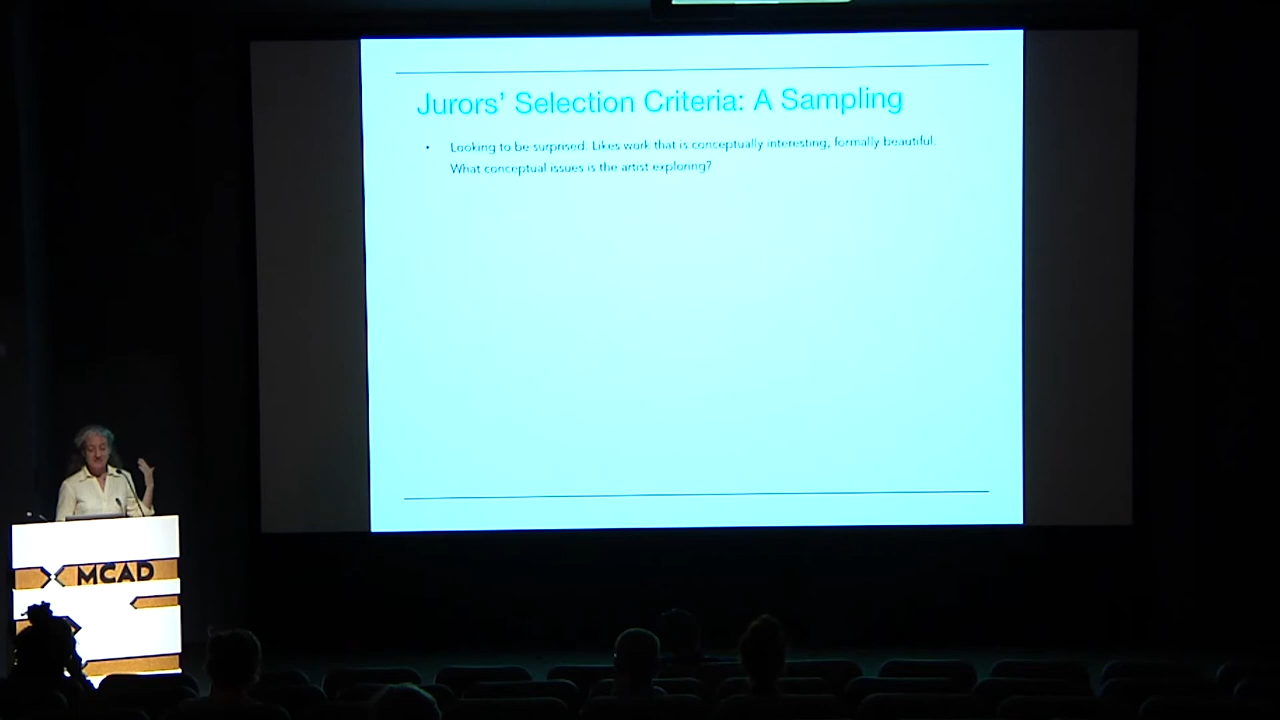 Jurors' Selection Criteria: A Sampling
• Looking to be surprised. Likes work that is conceptually interesting, formally beautiful.
What conceptual issues is the artist exploring?
MCAD